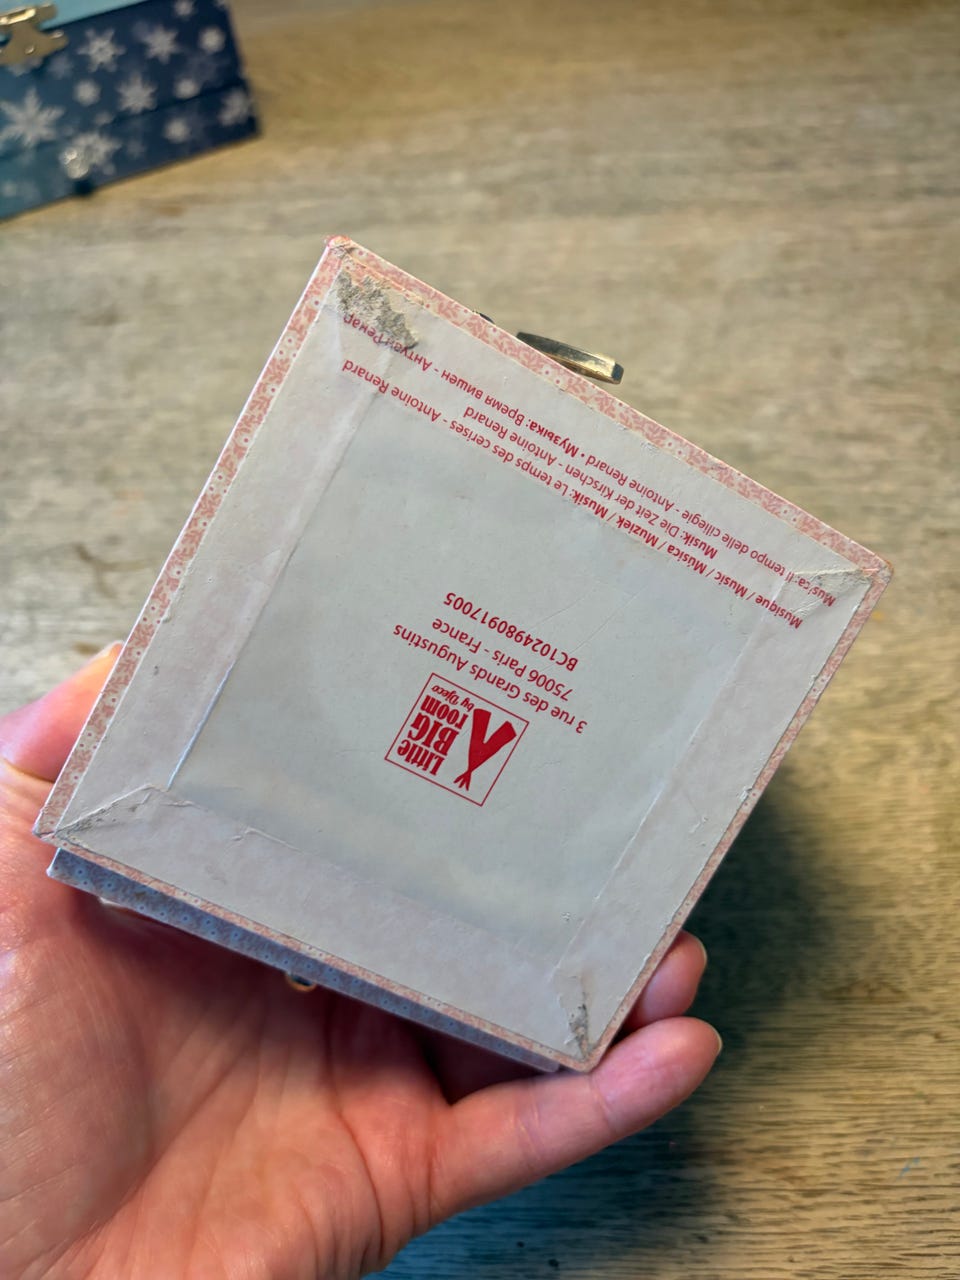 Little
BIG
room
by Djeco
3 rue des Grands Augustins
75006 Paris - France
BC1024980917005
Musique / Music / Música / Muziek / Musik: Le temps des cerises - Antoine Renard
Musik: Die Zeit der Kirschen - Antoine Renard
Musica: Il tempo delle ciliegie - Antoine Renard • Музыка: Время вишен - Антуан Ренар